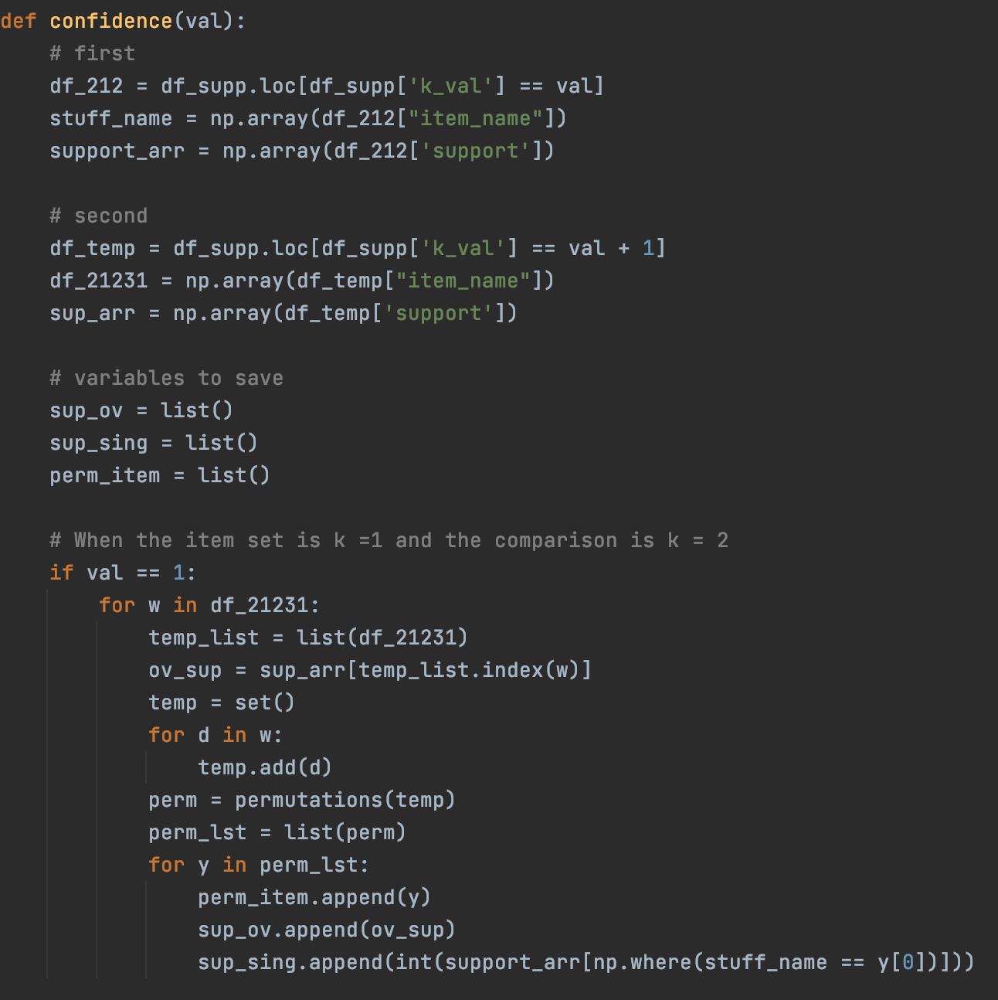 def confidence(val):
    # first
    df_212 = df_supp.loc[df_supp['k_val'] == val]
    stuff_name = np.array(df_212["item_name"])
    support_arr = np.array(df_212['support'])

    # second
    df_temp = df_supp.loc[df_supp['k_val'] == val + 1]
    df_21231 = np.array(df_temp["item_name"])
    sup_arr = np.array(df_temp['support'])

    # variables to save
    sup_ov = list()
    sup_sing = list()
    perm_item = list()

    # When the item set is k =1 and the comparison is k = 2
    if val == 1:
        for w in df_21231:
            temp_list = list(df_21231)
            ov_sup = sup_arr[temp_list.index(w)]
            temp = set()
            for d in w:
                temp.add(d)
            perm = permutations(temp)
            perm_lst = list(perm)
            for y in perm_lst:
                perm_item.append(y)
                sup_ov.append(ov_sup)
                sup_sing.append(int(support_arr[np.where(stuff_name == y[0])]))